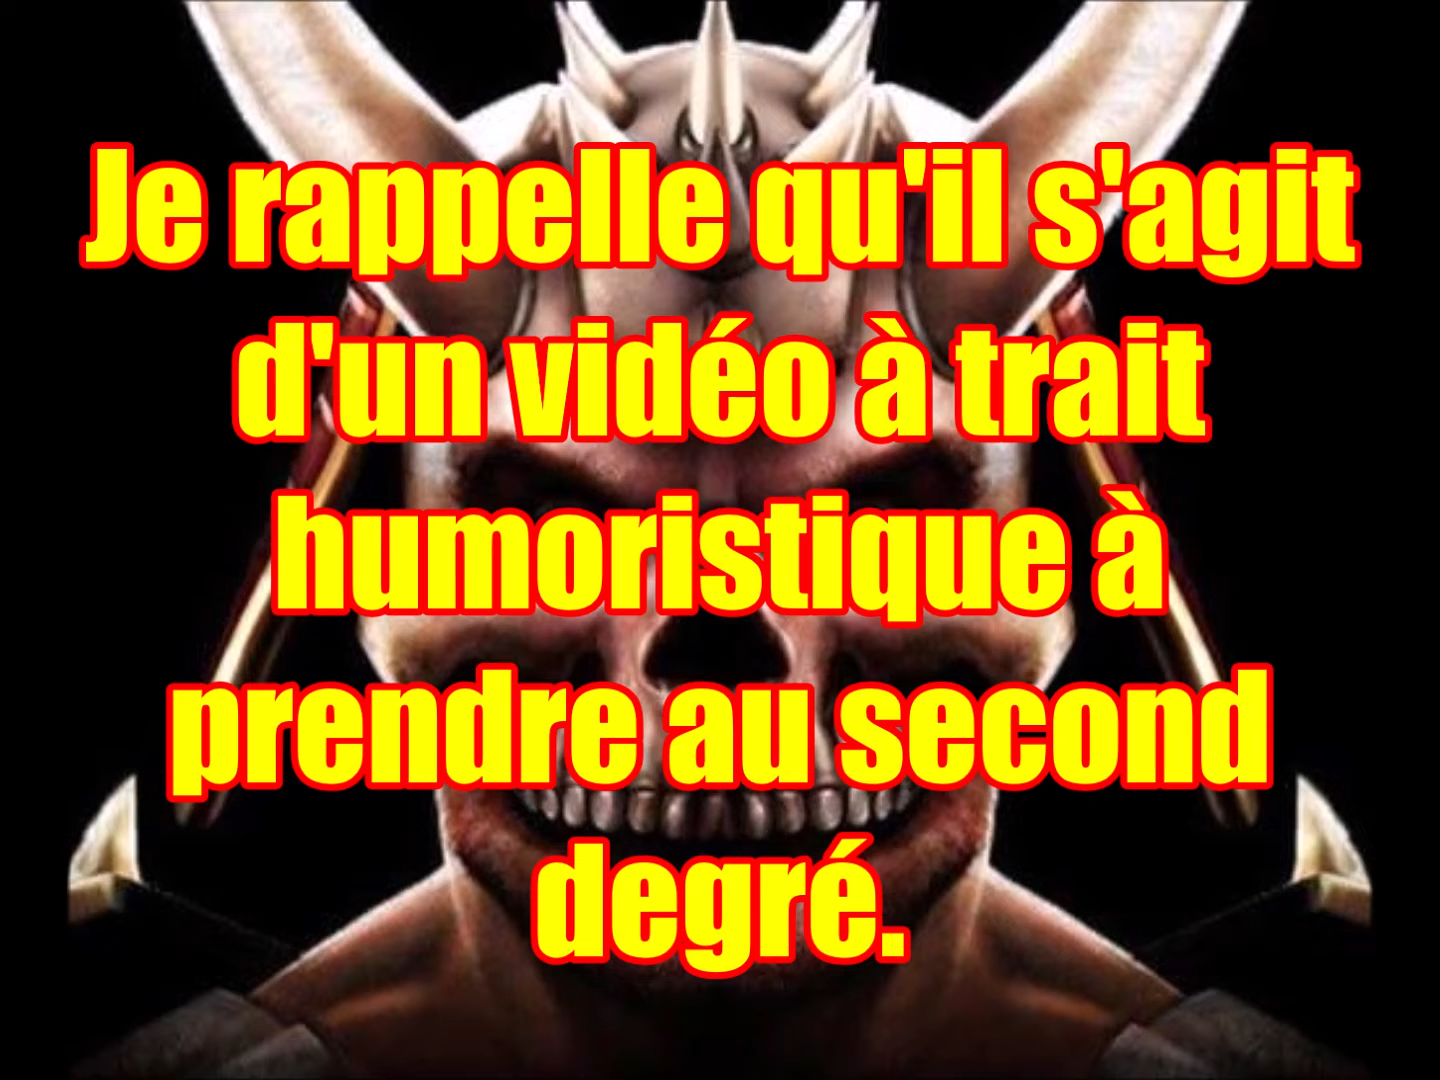 Je rappelle qu'il s'agit
d'un vidéo à trait
humoristique à
prendre au second
degré.